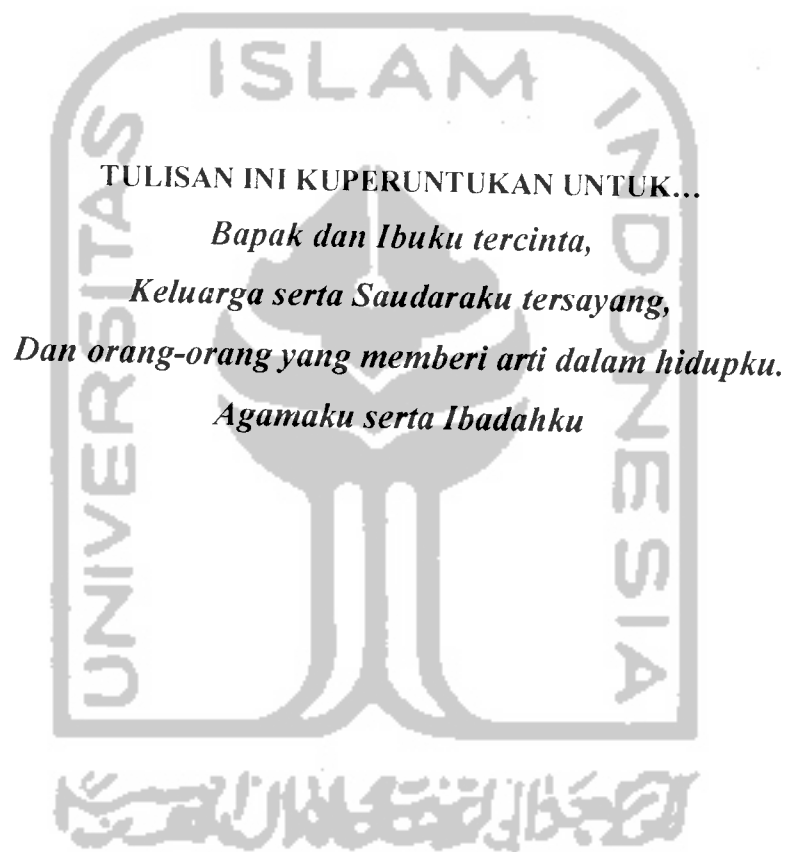 ISLAM
UNIVERSITAS
INDONESIA
TULISAN INI KUPERUNTUKAN UNTUK...
Bapak dan Ibuku tercinta,
Keluarga serta Saudaraku tersayang,
Dan orang-orang yang memberi arti dalam hidupku.
Agamaku serta Ibadahku